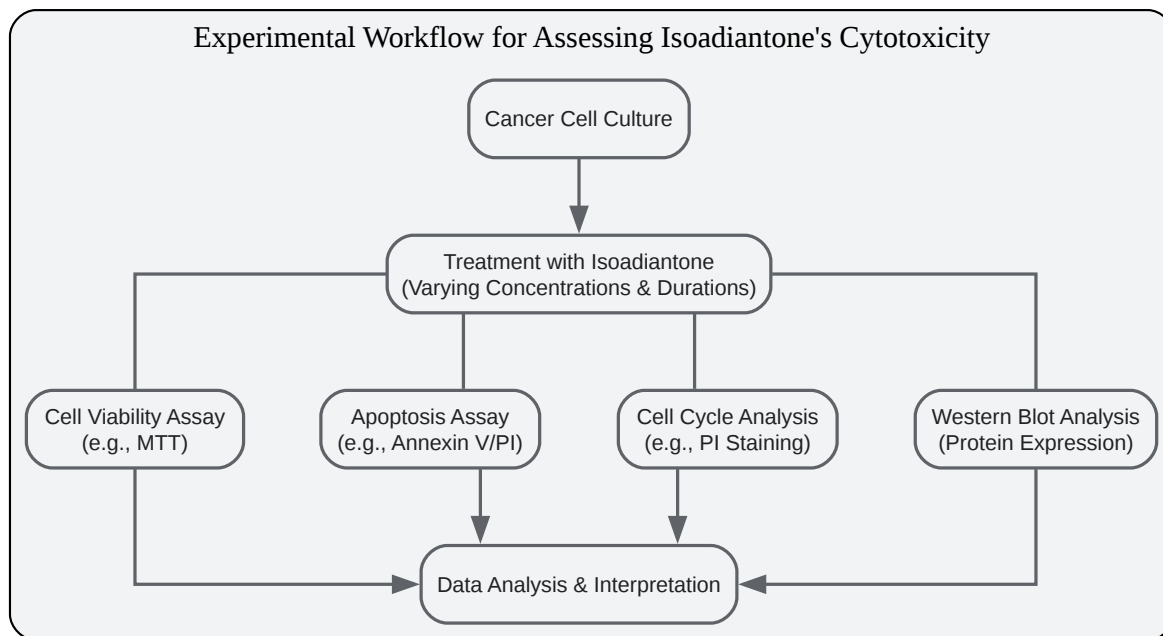 Experimental Workflow for Assessing Isoadiantone's Cytotoxicity
Cancer Cell Culture
Treatment with Isoadiantone
(Varying Concentrations & Durations)
Cell Viability Assay
(e.g., MTT)
Apoptosis Assay
(e.g., Annexin V/PI)
Cell Cycle Analysis
(e.g., PI Staining)
Western Blot Analysis
(Protein Expression)
Data Analysis & Interpretation